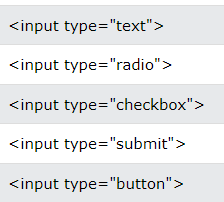 <input type="text">
<input type="radio">
<input type="checkbox">
<input type="submit">
<input type="button">